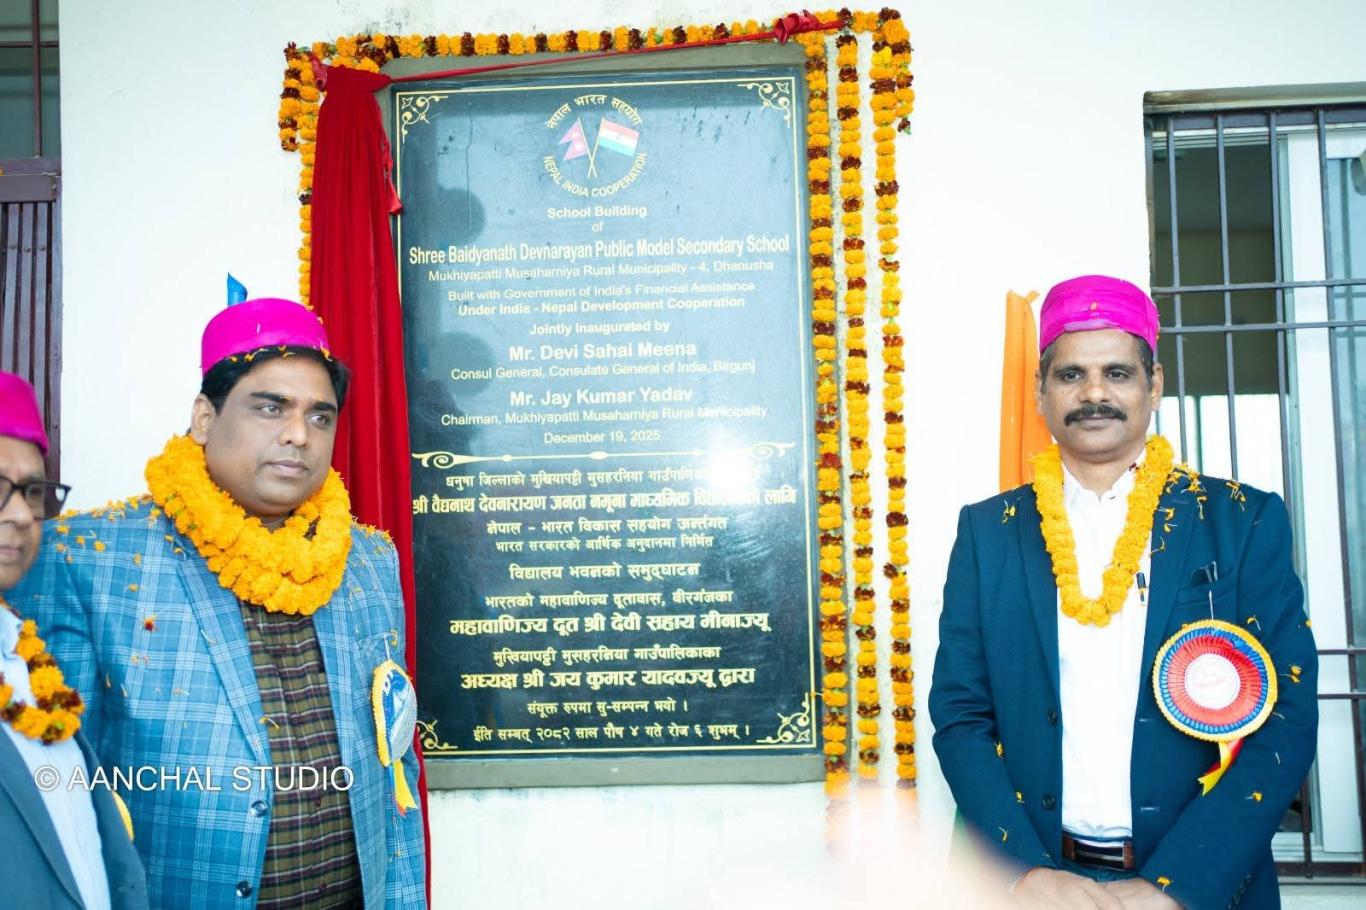 नेपाल भारत सहयोग
NEPAL INDIA COOPERATION
School Building
of
Shree Baidyanath Devnarayan Public Model Secondary School
Mukhiyapatti Musaharniya Rural Municipality - 4, Dhanusha
Built with Government of India's Financial Assistance
Under India - Nepal Development Cooperation
Jointly Inaugurated by
Mr. Devi Sahai Meena
Consul General, Consulate General of India, Birgunj
Mr. Jay Kumar Yadav
Chairman, Mukhiyapatti Musaharniya Rural Municipality
December 19, 2025
धनुषा जिल्लाको मुखियापट्टी मुसहरनिया
श्री वैद्यनाथ देवनारायण जनता नमूना माध्यमिक लागि
नेपाल - भारत विकास सहयोग अन्तर्गत
भारत सरकारको आर्थिक अनुदानमा निर्मित
विद्यालय भवनको समुद्घाटन
भारतको महावाणिज्य दूतावास, वीरगंजका
महावाणिज्य दूत श्री देवी सहाय मीनाज्यू
मुखियापट्टी मुसहरनिया गाउँपालिकाका
अध्यक्ष श्री जय कुमार यादवज्यू द्वारा
संयूक्त रुपमा सु-सम्पन्न भयो ।
ईति सम्बत् २०८२ साल पौष ४ गते रोज ६ शुभम् ।
© AANCHAL STUDIO